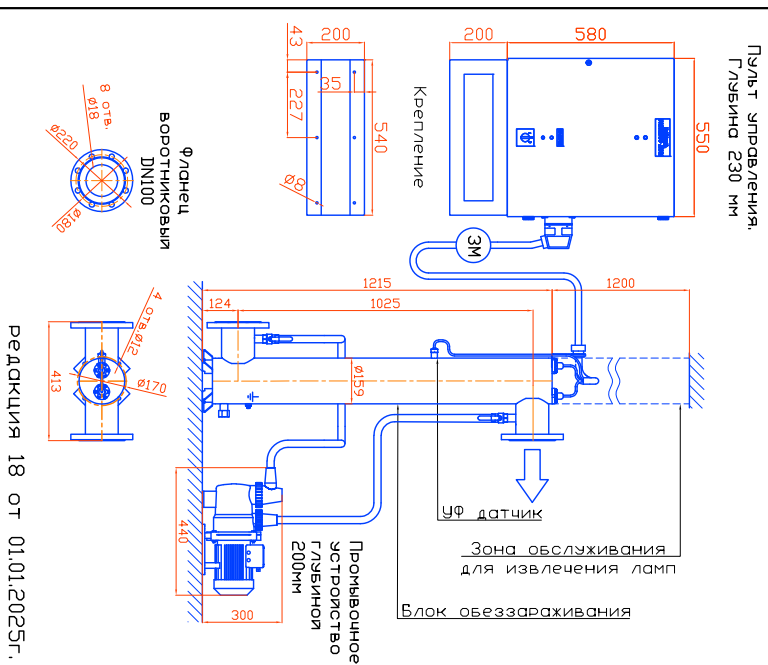 200
580
200
43
35
227
540
Ø8
Крепление
550
Пульт управления.
Глубина 230 мм
8 отв.
Ø18
Ø220
Ø180
Фланец
воротниковый
DN100
3М
1215
1200
124
1025
Ø159
4 отв.Ø12
Ø170
413
440
300
УФ датчик
Зона обслуживания
для извлечения ламп
Блок обеззараживания
Промывочное
устройство
глубиной
200мм
редакция 18 от 01.01.2025г.